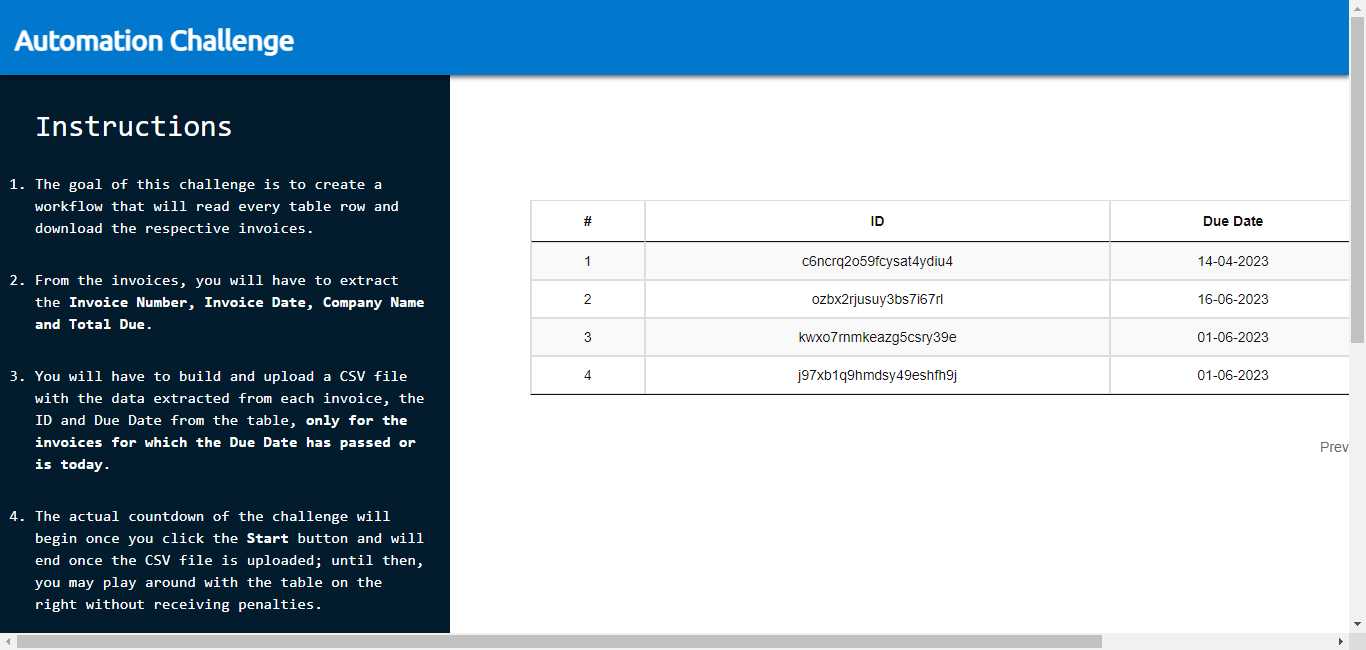 Automation Challenge
Instructions
1. The goal of this challenge is to create a
workflow that will read every table row and
download the respective invoices.
2. From the invoices, you will have to extract
the Invoice Number, Invoice Date, Company Name
and Total Due.
3. You will have to build and upload a CSV file
with the data extracted from each invoice, the
ID and Due Date from the table, only for the
invoices for which the Due Date has passed or
is today.
4. The actual countdown of the challenge will
begin once you click the Start button and will
end once the CSV file is uploaded; until then,
you may play around with the table on the
right without receiving penalties.
# ID Due Date
1 c6ncrq2o59fcysat4ydiu4 14-04-2023
2 ozbx2rjusuy3bs7i67rl 16-06-2023
3 kwxo7rnmkeazg5csry39e 01-06-2023
4 j97xb1q9hmdsy49eshfh9j 01-06-2023
Prev